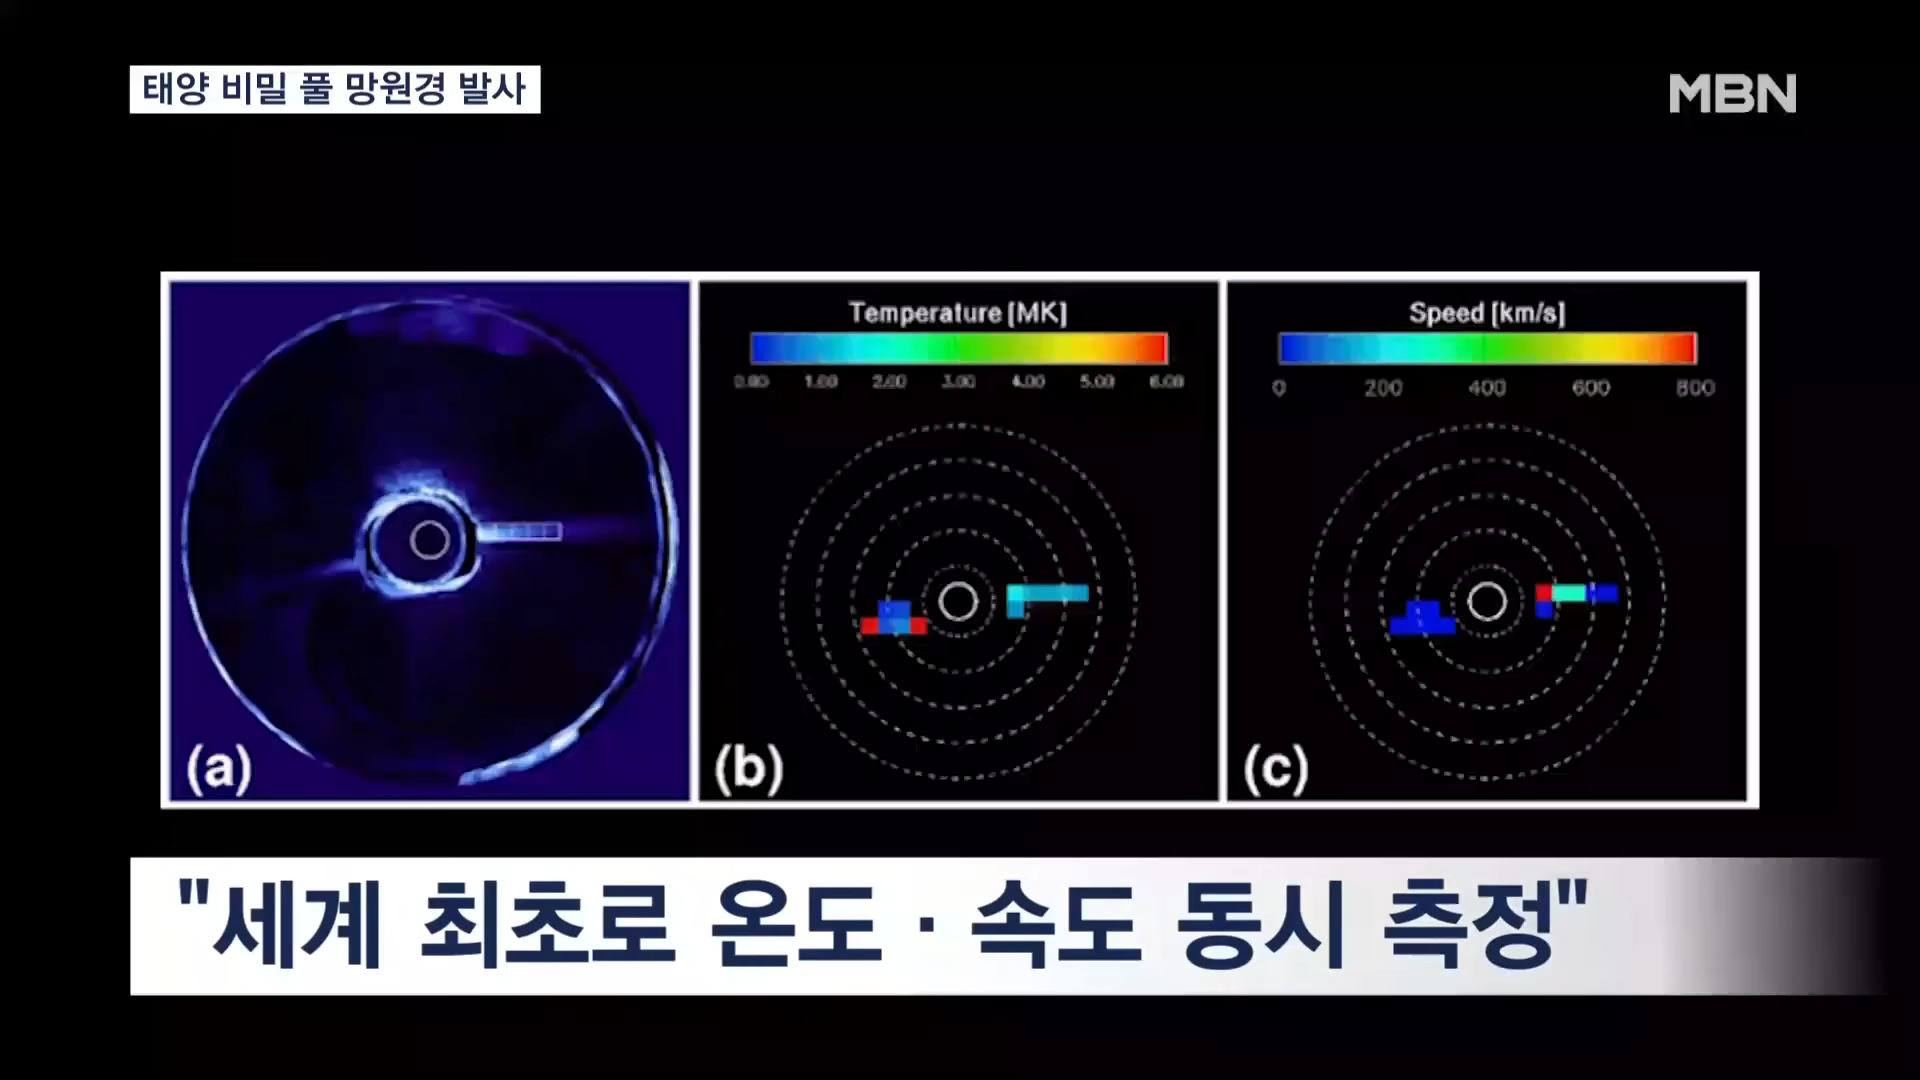 태양 비밀 풀 망원경 발사
MBN
Temperature [MK]
0.00 1.00 2.00 3.00 4.00 5.00 6.00
Speed [km/s]
0 200 400 600 800
(a)
(b)
(c)
"세계 최초로 온도 · 속도 동시 측정"